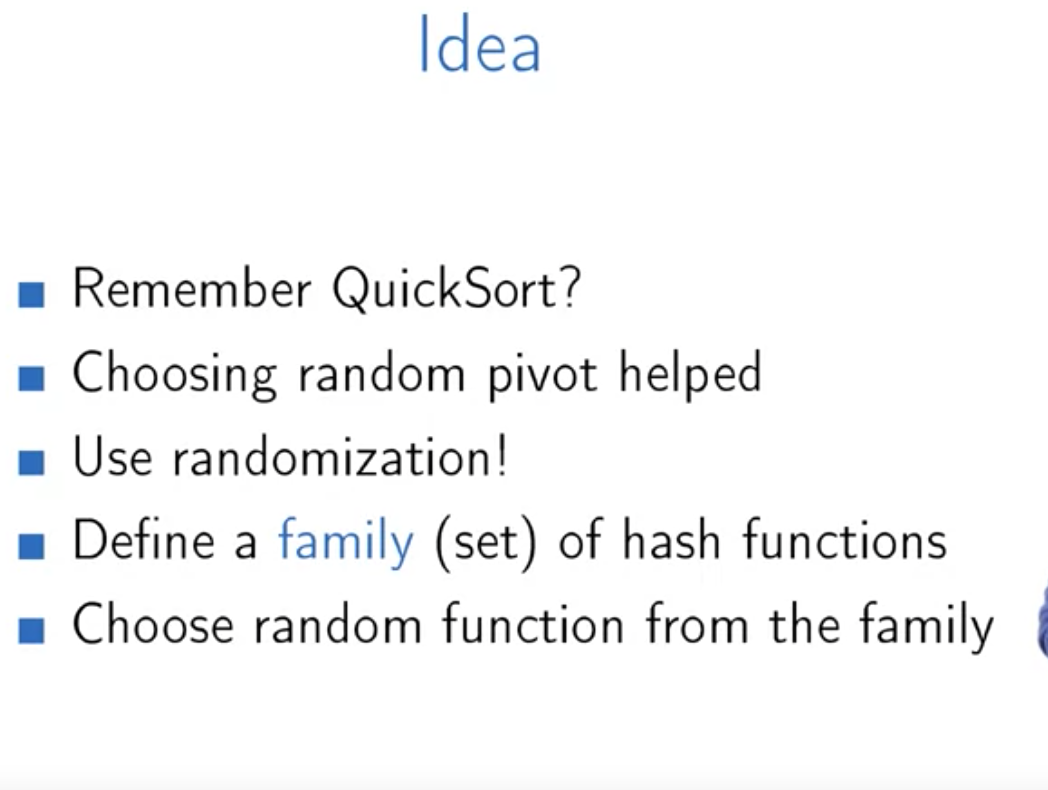 Idea
Remember QuickSort?
Choosing random pivot helped
Use randomization!
Define a family (set) of hash functions
Choose random function from the family